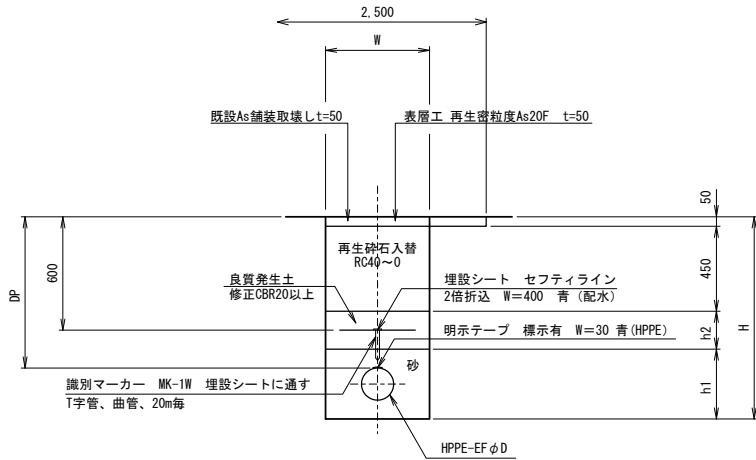 2,500
W
既設As舗装取壊しt=50
表層工 再生密粒度As20F t=50
50
再生砕石入替
RC40～0
450
600
DP
良質発生土
修正CBR20以上
埋設シート セフティライン
2倍折込 W=400 青（配水）
H
h2
明示テープ 標示有 W=30 青(HPPE)
砂
識別マーカー MK-1W 埋設シートに通す
T字管、曲管、20m毎
h1
HPPE-EFφD